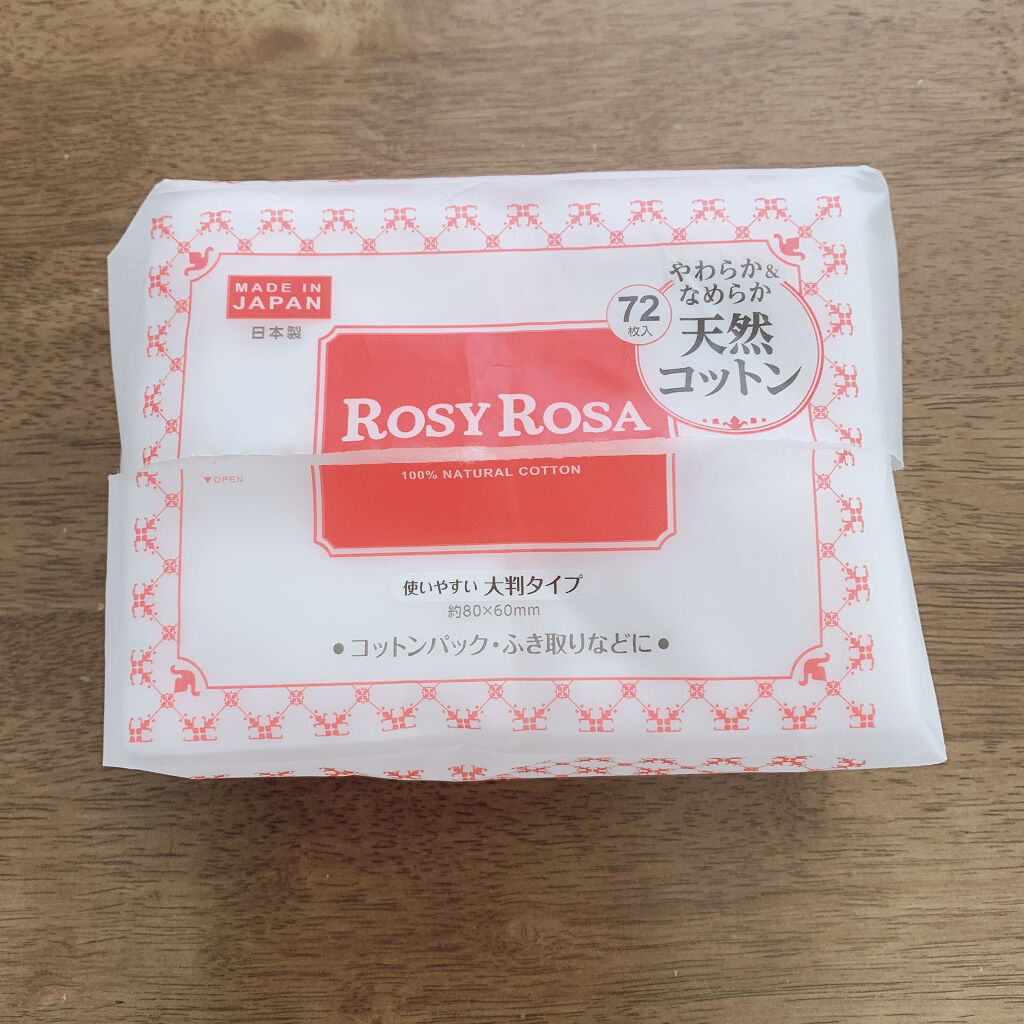 MADE IN
JAPAN
日本製
72
枚入
やわらか&
なめらか
天然
コットン
ROSY ROSA
100% NATURAL COTTON
▼OPEN
使いやすい 大判タイプ
約80×60mm
●コットンパック・ふき取りなどに●